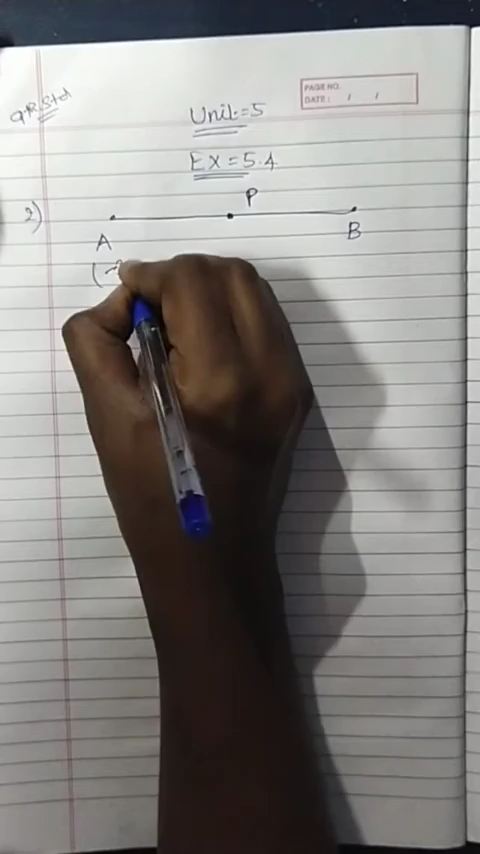 9th Std
PAGE NO.
DATE: / /
Unit=5
Ex=5.4
2)
P
A
B
(-